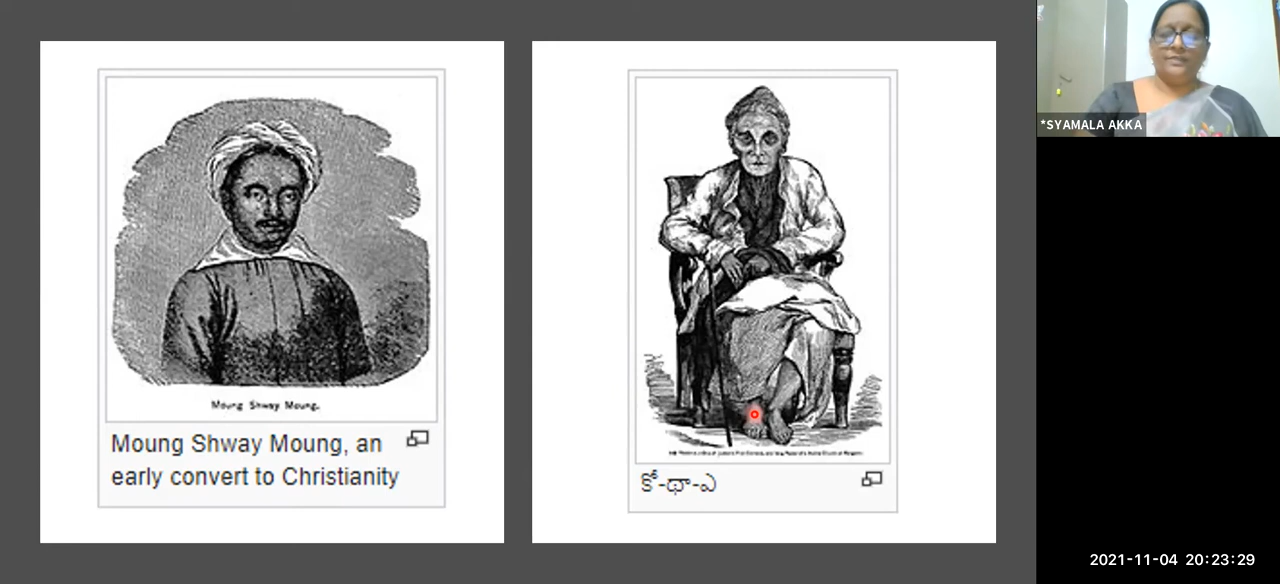 Moung Shway Moung.
Moung Shway Moung, an
early convert to Christianity
కో-థా-ఎ
*SYAMALA AKKA
2021-11-04 20:23:29